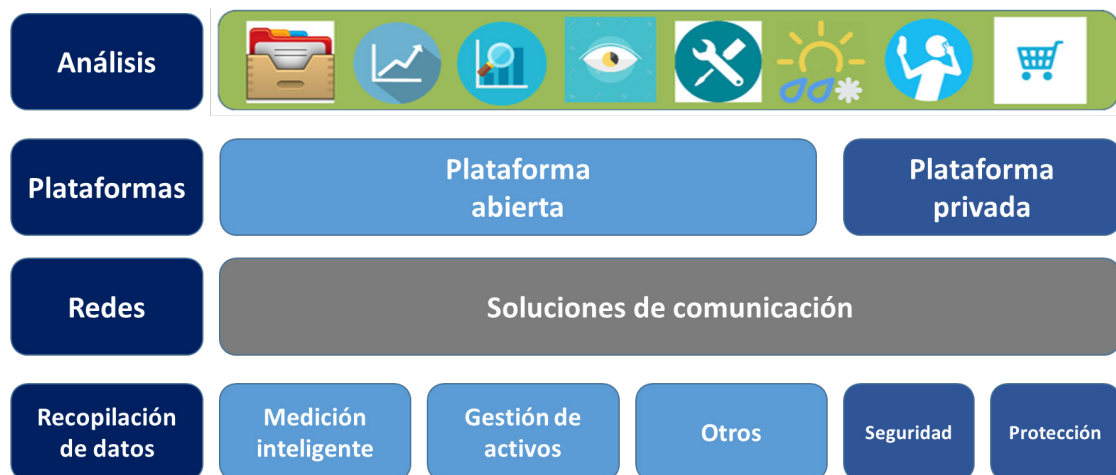 Análisis
Plataformas
Plataforma
abierta
Plataforma
privada
Redes
Soluciones de comunicación
Recopilación
de datos
Medición
inteligente
Gestión de
activos
Otros
Seguridad
Protección